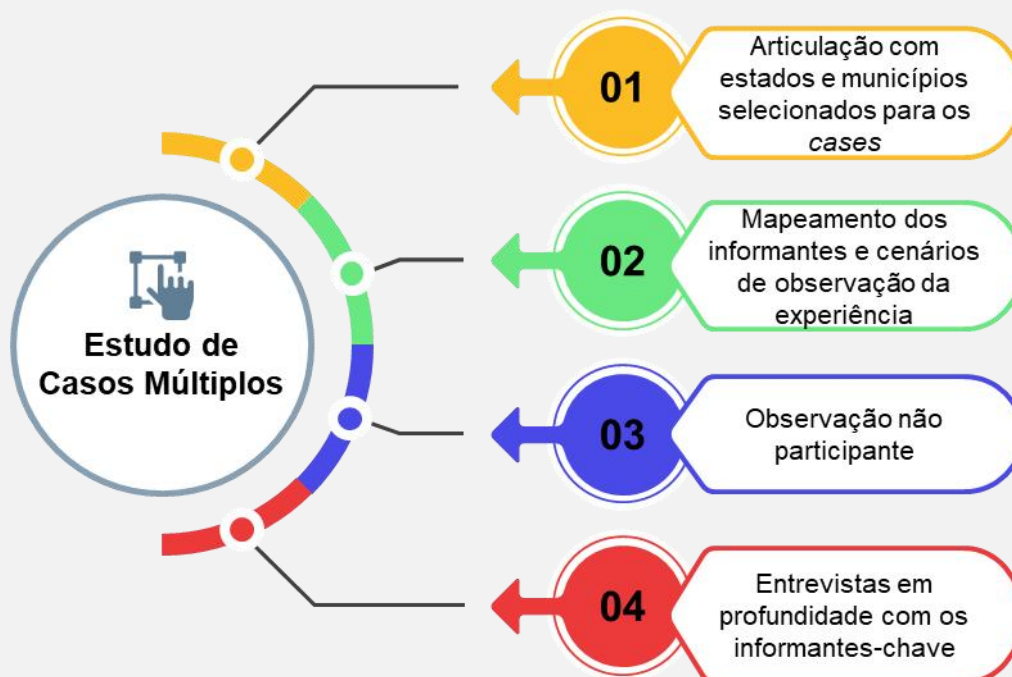 Estudo de
Casos Múltiplos
01
Articulação com
estados e municípios
selecionados para os
cases
02
Mapeamento dos
informantes e cenários
de observação da
experiência
03
Observação não
participante
04
Entrevistas em
profundidade com os
informantes-chave